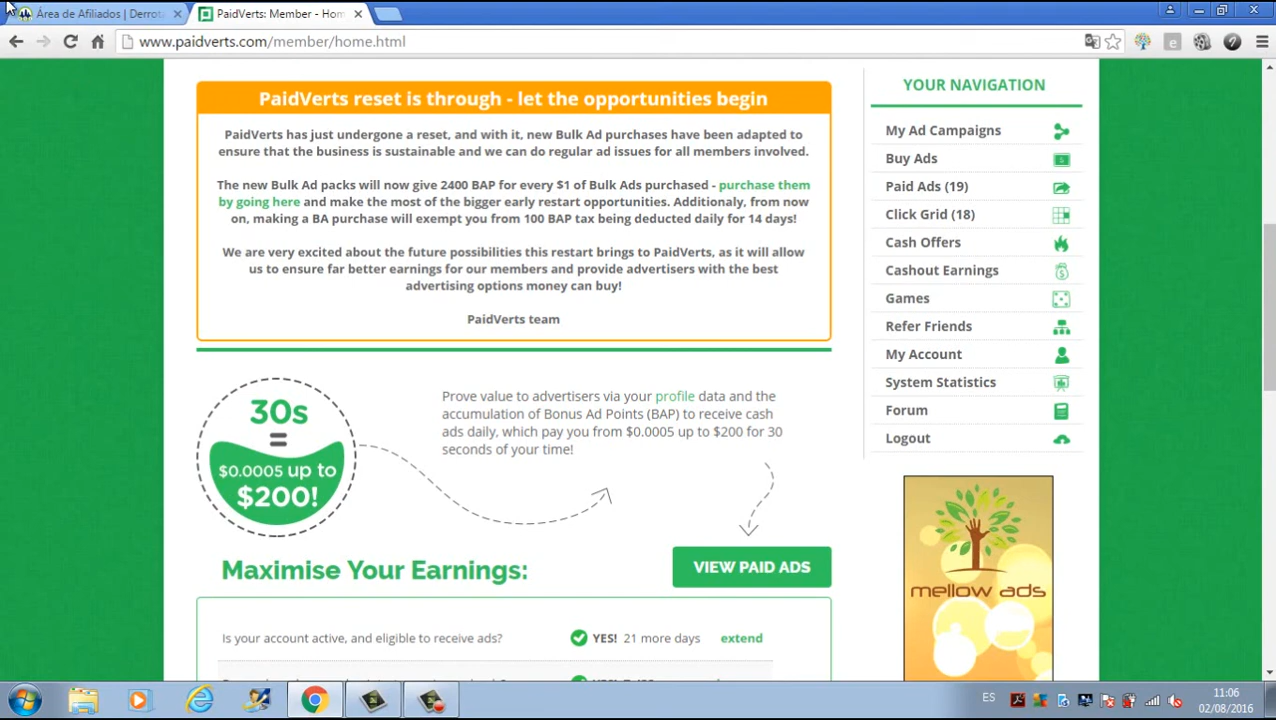 Área de Afiliados | Derrota
PaidVerts: Member - Hom
www.paidverts.com/member/home.html
PaidVerts reset is through - let the opportunities begin
PaidVerts has just undergone a reset, and with it, new Bulk Ad purchases have been adapted to
ensure that the business is sustainable and we can do regular ad issues for all members involved.
The new Bulk Ad packs will now give 2400 BAP for every $1 of Bulk Ads purchased - purchase them
by going here and make the most of the bigger early restart opportunities. Additionaly, from now
on, making a BA purchase will exempt you from 100 BAP tax being deducted daily for 14 days!
We are very excited about the future possibilities this restart brings to PaidVerts, as it will allow
us to ensure far better earnings for our members and provide advertisers with the best
advertising options money can buy!
PaidVerts team
30s
=
$0.0005 up to
$200!
Prove value to advertisers via your profile data and the
accumulation of Bonus Ad Points (BAP) to receive cash
ads daily, which pay you from $0.0005 up to $200 for 30
seconds of your time!
Maximise Your Earnings:
VIEW PAID ADS
Is your account active, and eligible to receive ads?
YES! 21 more days
extend
YOUR NAVIGATION
My Ad Campaigns
Buy Ads
Paid Ads (19)
Click Grid (18)
Cash Offers
Cashout Earnings
Games
Refer Friends
My Account
System Statistics
Forum
Logout
mellow ads
ES
11:06
02/08/2016